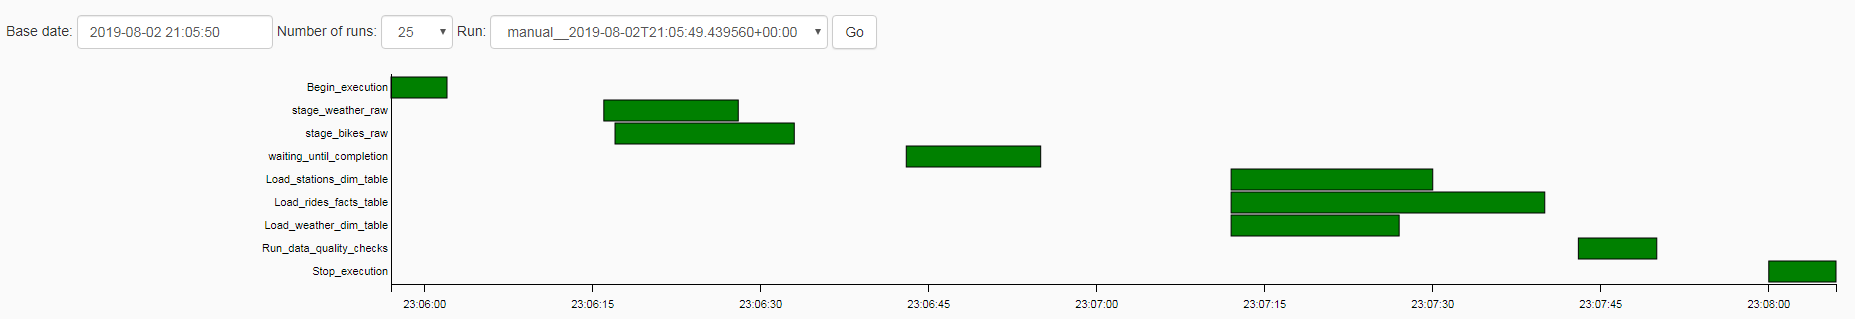 Base date: 2019-08-02 21:05:50 Number of runs: 25 Run: manual__2019-08-02T21:05:49.439560+00:00 Go
Begin_execution
stage_weather_raw
stage_bikes_raw
waiting_until_completion
Load_stations_dim_table
Load_rides_facts_table
Load_weather_dim_table
Run_data_quality_checks
Stop_execution
23:06:00 23:06:15 23:06:30 23:06:45 23:07:00 23:07:15 23:07:30 23:07:45 23:08:00